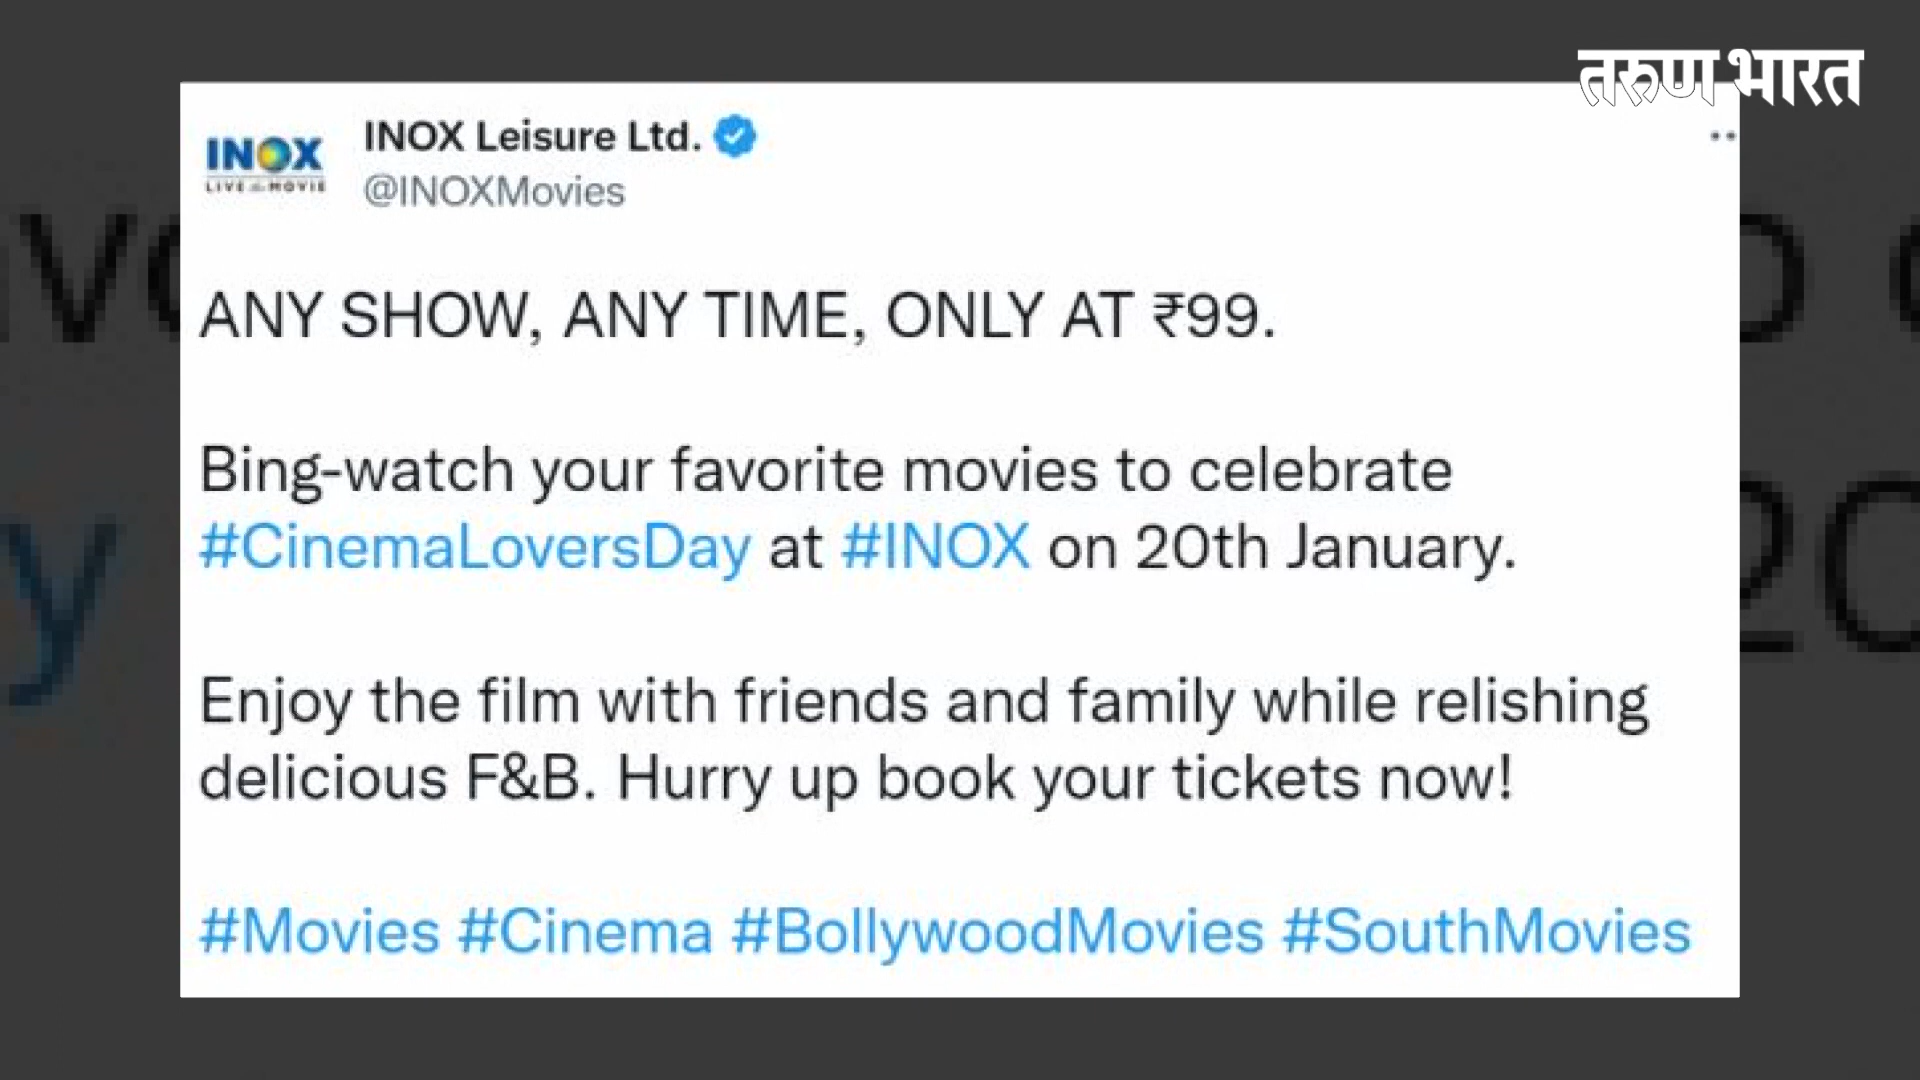 तरुण भारत
INOX
LIVE the MOVIE
INOX Leisure Ltd.
@INOXMovies
ANY SHOW, ANY TIME, ONLY AT ₹99.
Bing-watch your favorite movies to celebrate
#CinemaLoversDay at #INOX on 20th January.
Enjoy the film with friends and family while relishing
delicious F&B. Hurry up book your tickets now!
#Movies #Cinema #BollywoodMovies #SouthMovies